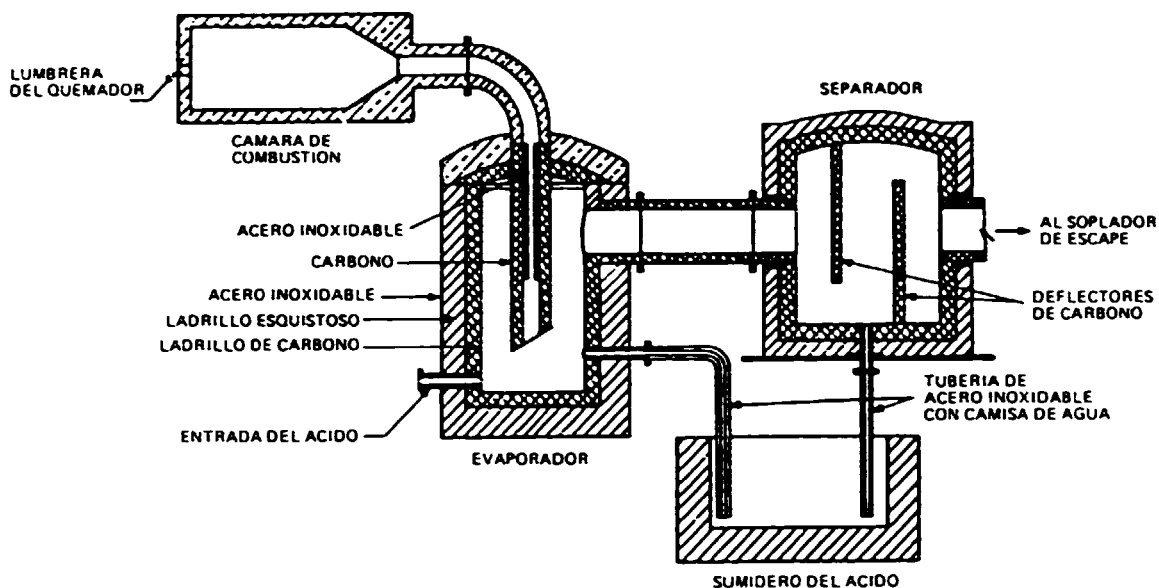 LUMBRERA
DEL QUEMADOR
CAMARA DE
COMBUSTION
SEPARADOR
ACERO INOXIDABLE
CARBONO
ACERO INOXIDABLE
LADRILLO ESQUISTOSO
LADRILLO DE CARBONO
ENTRADA DEL ACIDO
EVAPORADOR
AL SOPLADOR
DE ESCAPE
DEFLECTORES
DE CARBONO
TUBERIA DE
ACERO INOXIDABLE
CON CAMISA DE AGUA
SUMIDERO DEL ACIDO